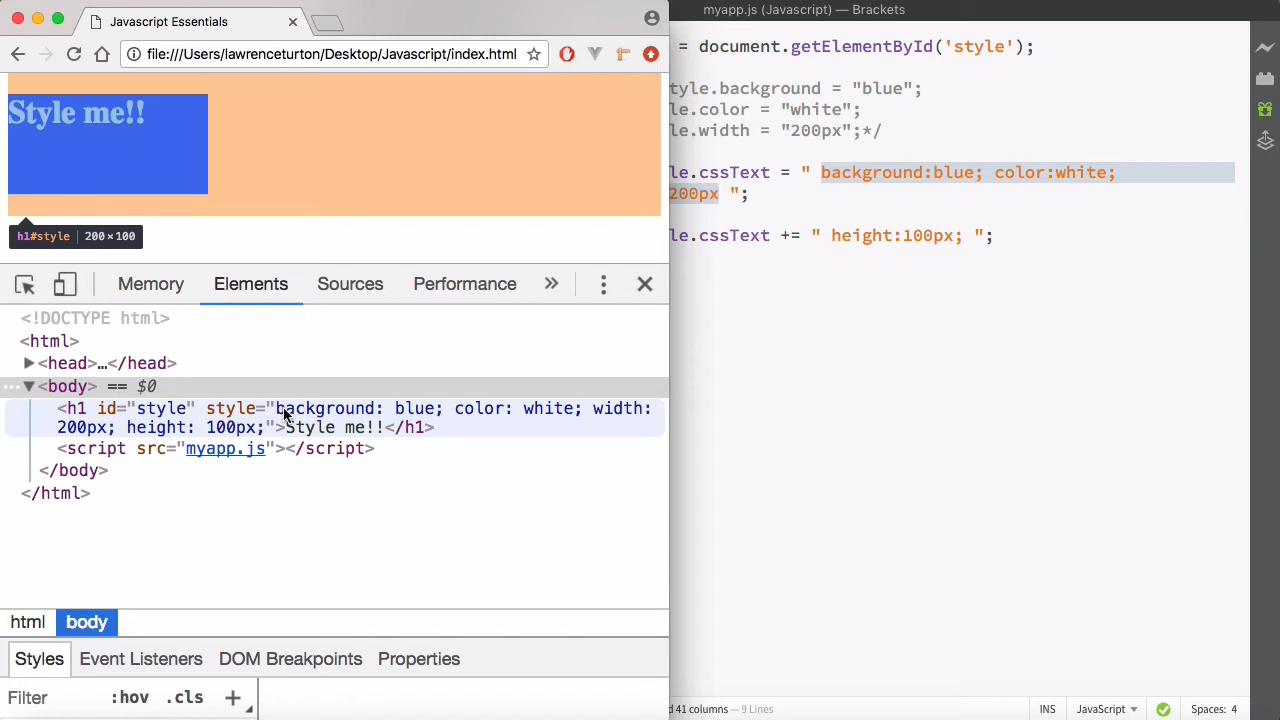 Javascript Essentials
file:///Users/lawrenceturton/Desktop/Javascript/index.html
Style me!!
h1#style 200×100
Memory Elements Sources Performance
<!DOCTYPE html>
<html>
<head>…</head>
<body> == $0
<h1 id="style" style="background: blue; color: white; width:
200px; height: 100px;">Style me!!</h1>
<script src="myapp.js"></script>
</body>
</html>
html body
Styles Event Listeners DOM Breakpoints Properties
Filter :hov .cls +
myapp.js (Javascript) — Brackets
= document.getElementById('style');
tyle.background = "blue";
le.color = "white";
le.width = "200px";*/
le.cssText = " background:blue; color:white;
200px ";
le.cssText += " height:100px; ";
d 41 columns — 9 Lines
INS JavaScript Spaces: 4